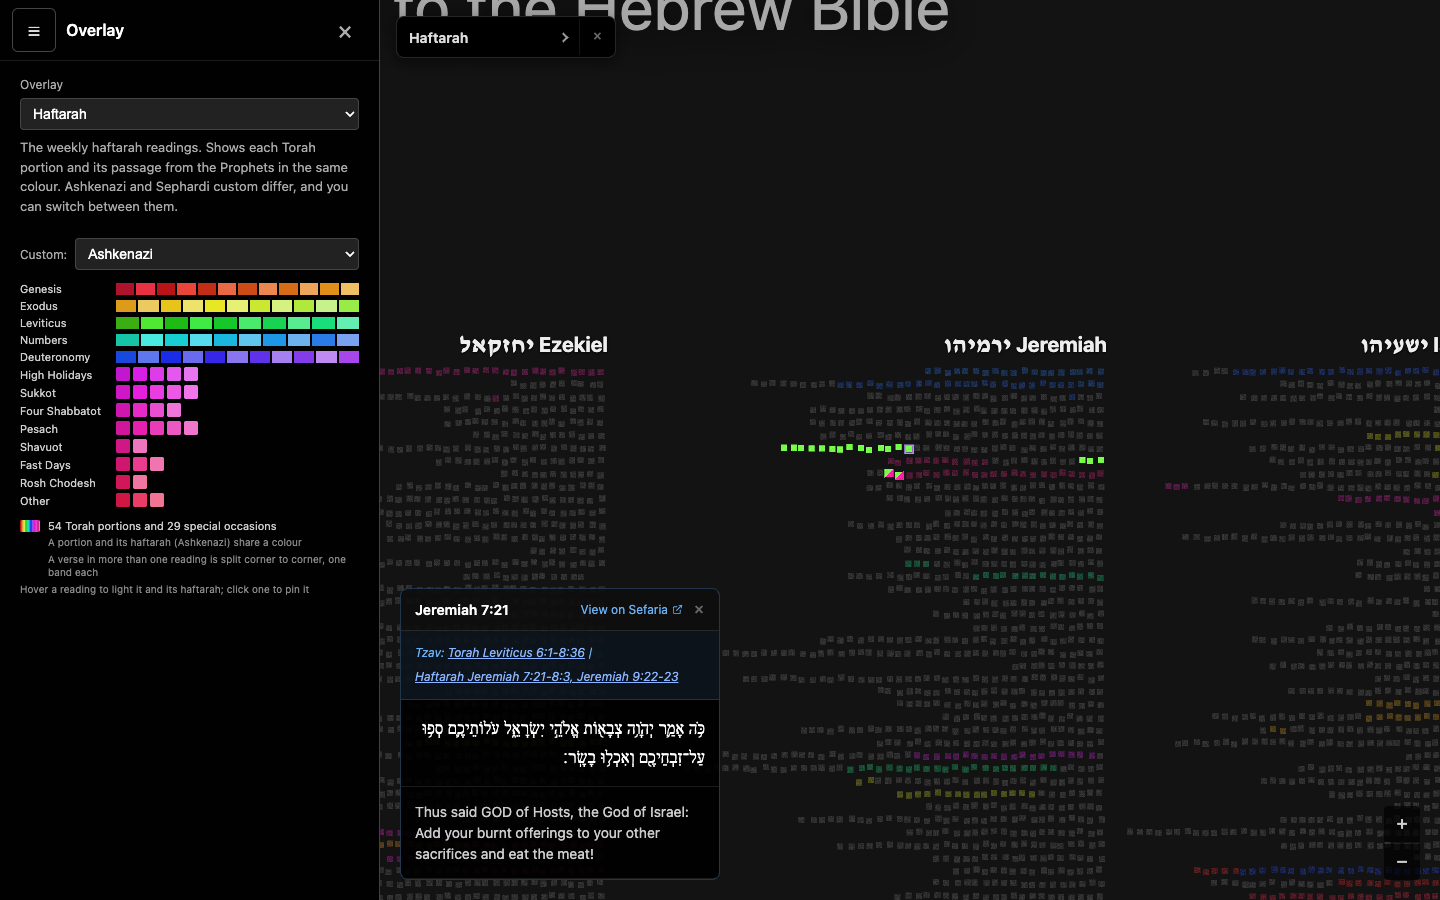 Overlay
Overlay
Haftarah
The weekly haftarah readings. Shows each Torah
portion and its passage from the Prophets in the same
colour. Ashkenazi and Sephardi custom differ, and you
can switch between them.
Custom:
Ashkenazi
Genesis
Exodus
Leviticus
Numbers
Deuteronomy
High Holidays
Sukkot
Four Shabbatot
Pesach
Shavuot
Fast Days
Rosh Chodesh
Other
54 Torah portions and 29 special occasions
A portion and its haftarah (Ashkenazi) share a colour
A verse in more than one reading is split corner to corner, one
band each
Hover a reading to light it and its haftarah; click one to pin it
to the Hebrew Bible
Haftarah
יחזקאל Ezekiel
ירמיהו Jeremiah
ישעיהו
Jeremiah 7:21
View on Sefaria
Tzav: Torah Leviticus 6:1-8:36 |
Haftarah Jeremiah 7:21-8:3, Jeremiah 9:22-23
כֹּ֥ה אָמַ֛ר יְהֹוָ֥ה צְבָא֖וֹת אֱלֹהֵ֣י יִשְׂרָאֵ֑ל עֹלוֹתֵיכֶ֛ם סְפ֥וּ
עַל־זִבְחֵיכֶ֖ם וְאִכְל֥וּ בָשָֽׂר׃
Thus said GOD of Hosts, the God of Israel:
Add your burnt offerings to your other
sacrifices and eat the meat!